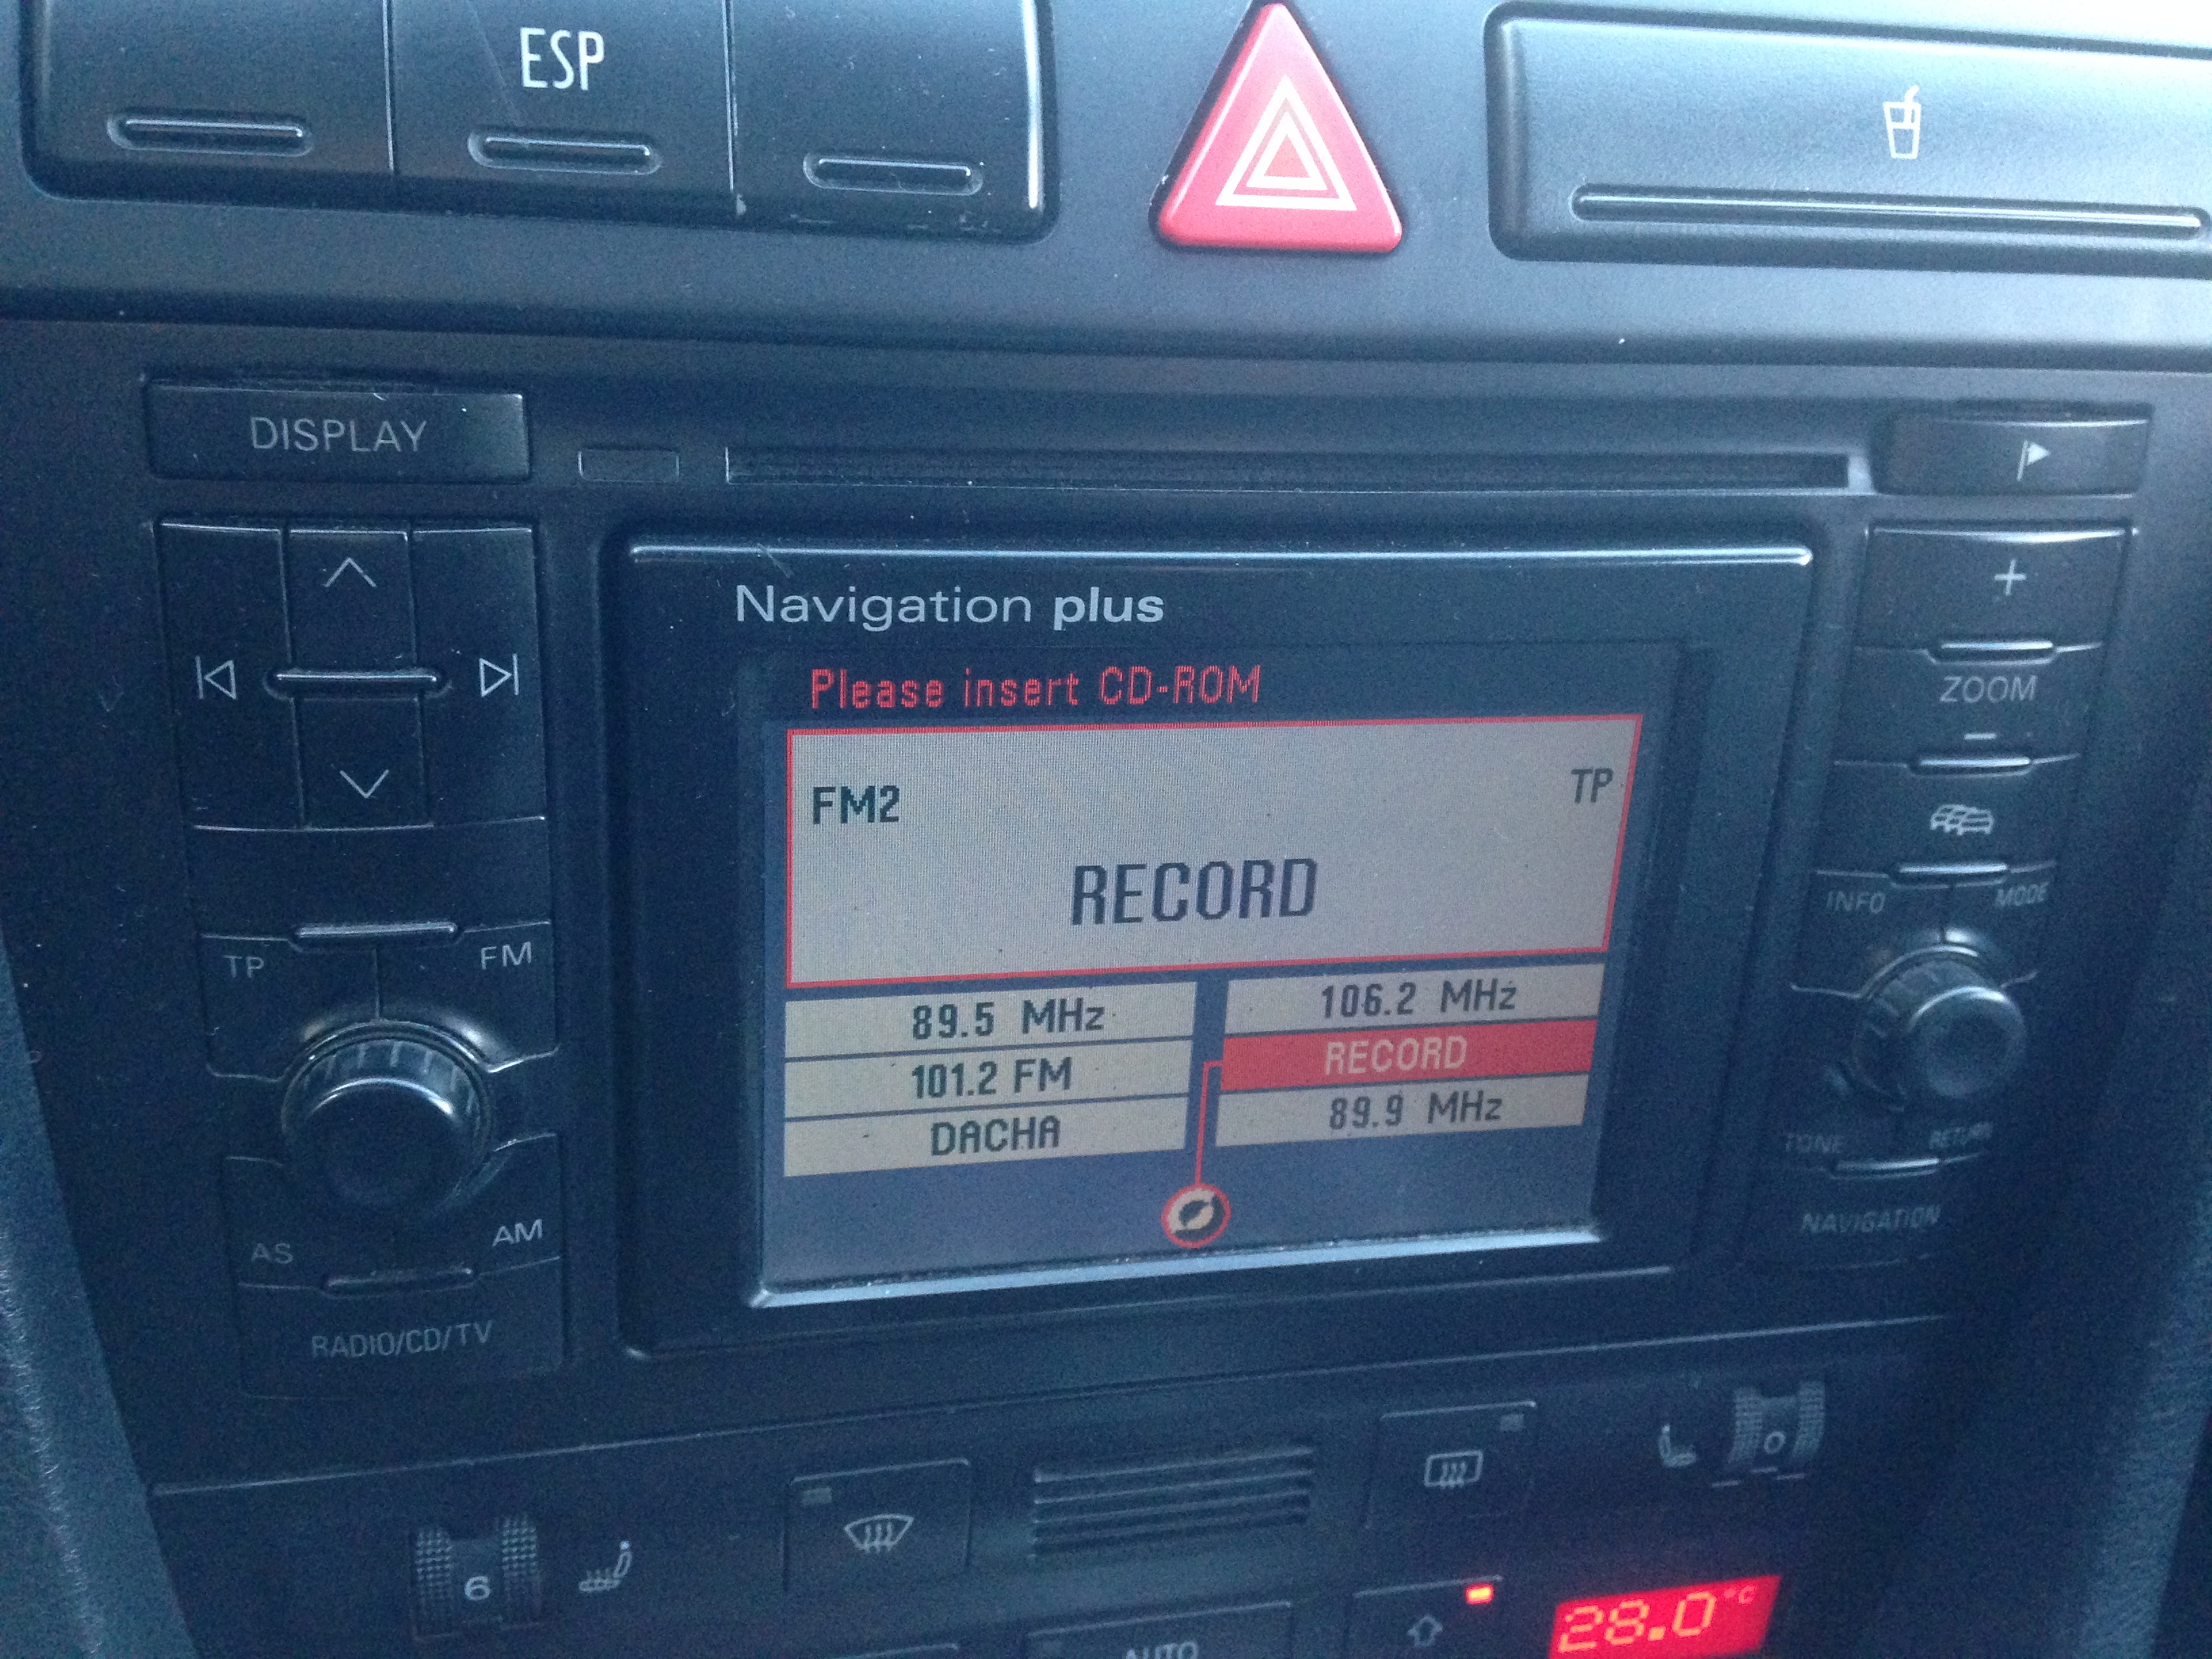 ESP
DISPLAY
Navigation plus
Please insert CD-ROM
FM2
TP
RECORD
89.5 MHz
106.2 MHz
101.2 FM
RECORD
DACHA
89.9 MHz
TP
FM
AS
AM
RADIO/CD/TV
+
ZOOM
−
INFO
MODE
TONE
RETURN
NAVIGATION
6
0
AUTO
28.0 °C